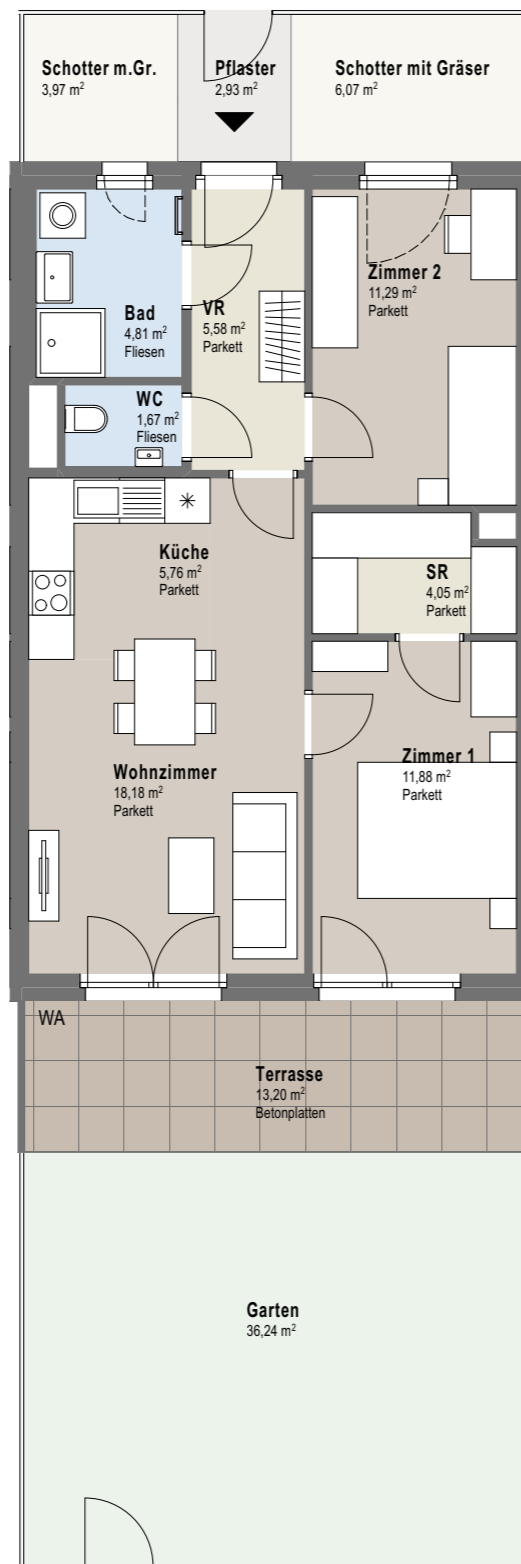 Schotter m.Gr.
3,97 m²
Pflaster
2,93 m²
Schotter mit Gräser
6,07 m²
Zimmer 2
11,29 m²
Parkett
Bad
4,81 m²
Fliesen
VR
5,58 m²
Parkett
WC
1,67 m²
Fliesen
Küche
5,76 m²
Parkett
SR
4,05 m²
Parkett
Zimmer 1
11,88 m²
Parkett
Wohnzimmer
18,18 m²
Parkett
WA
Terrasse
13,20 m²
Betonplatten
Garten
36,24 m²